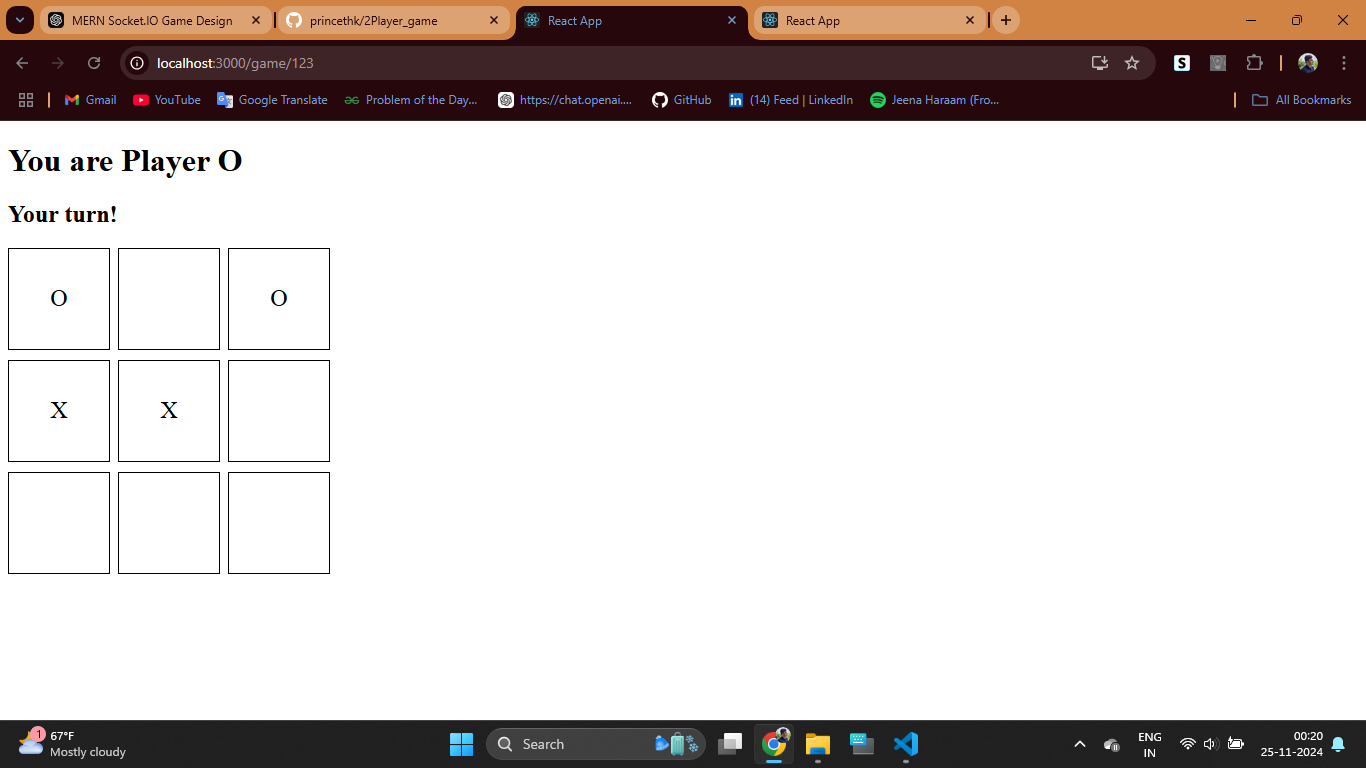 MERN Socket.IO Game Design
princethk/2Player_game
React App
React App
localhost:3000/game/123
S
Gmail
YouTube
Google Translate
Problem of the Day...
https://chat.openai....
GitHub
(14) Feed | LinkedIn
Jeena Haraam (Fro...
All Bookmarks
You are Player O
Your turn!
O O
X X
1
67°F
Mostly cloudy
Search
ENG
IN
00:20
25-11-2024